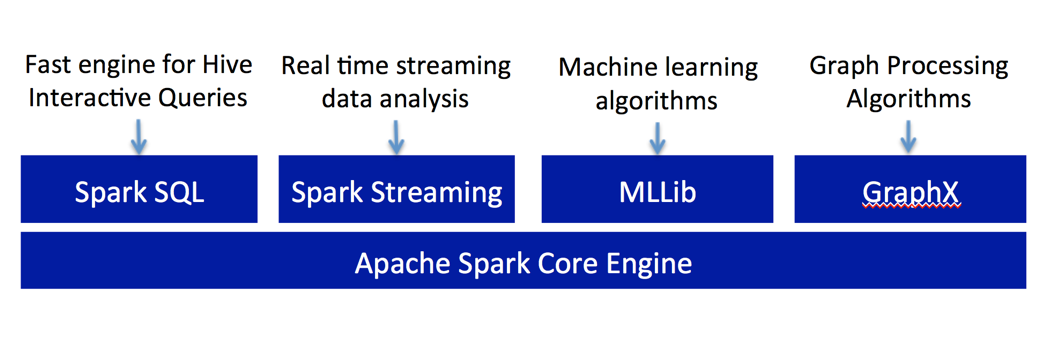 Fast engine for Hive
Interactive Queries
Real time streaming
data analysis
Machine learning
algorithms
Graph Processing
Algorithms
Spark SQL
Spark Streaming
MLLib
GraphX
Apache Spark Core Engine